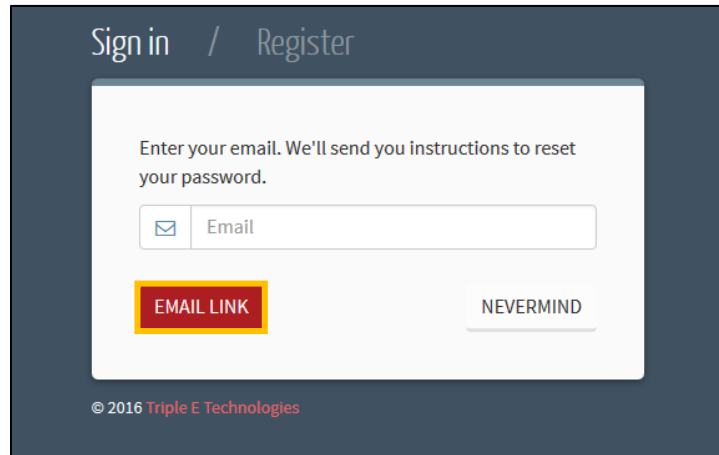 Sign in / Register
Enter your email. We'll send you instructions to reset
your password.
Email
EMAIL LINK NEVERMIND
© 2016 Triple E Technologies